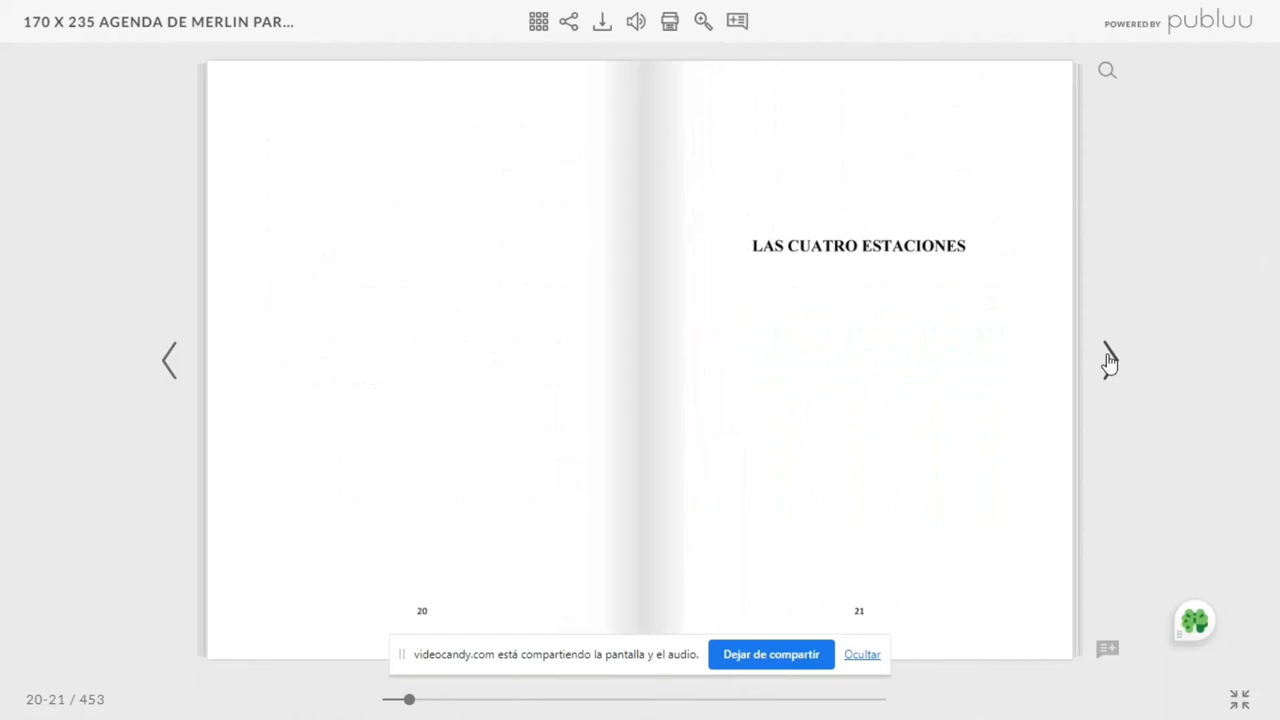 170 X 235 AGENDA DE MERLIN PAR...
POWERED BY publuu
LAS CUATRO ESTACIONES
20
21
videocandy.com está compartiendo la pantalla y el audio.
Dejar de compartir
Ocultar
20-21 / 453